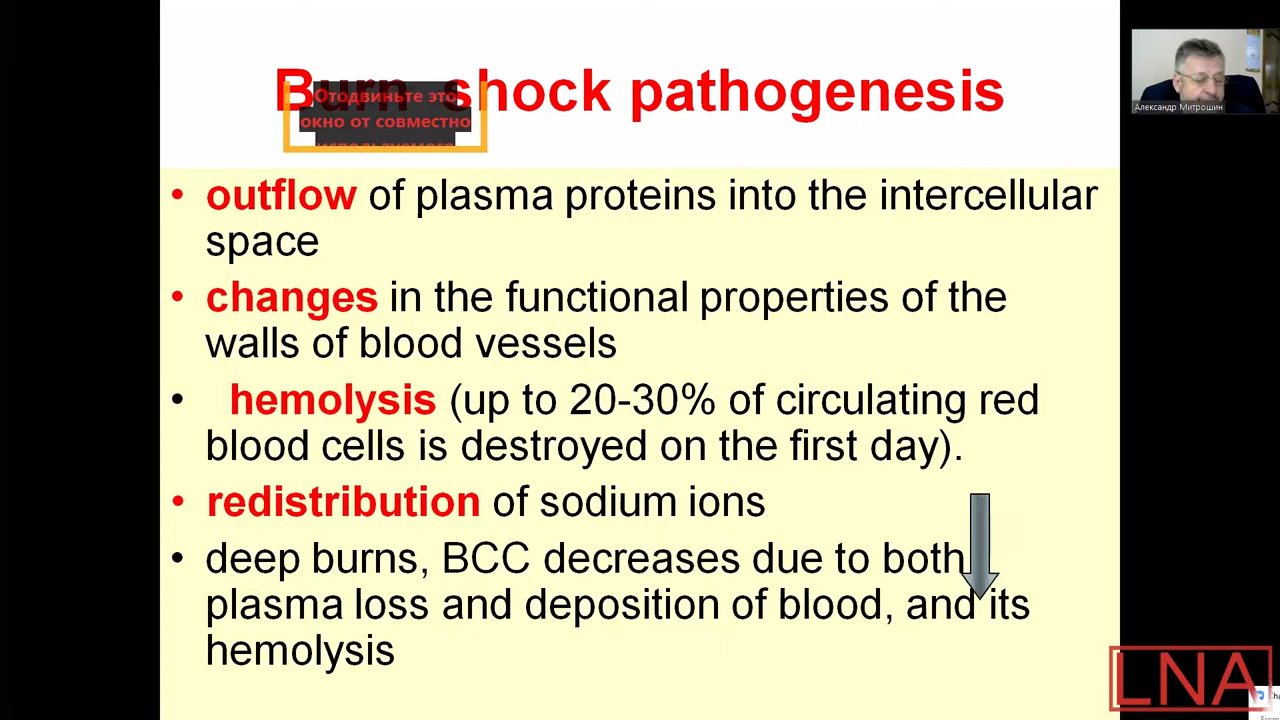 Burn shock pathogenesis
Отодвиньте это
окно от совместно
используемого
Александр Митрошин
• outflow of plasma proteins into the intercellular
space
• changes in the functional properties of the
walls of blood vessels
• hemolysis (up to 20-30% of circulating red
blood cells is destroyed on the first day).
• redistribution of sodium ions
• deep burns, BCC decreases due to both
plasma loss and deposition of blood, and its
hemolysis
LNA